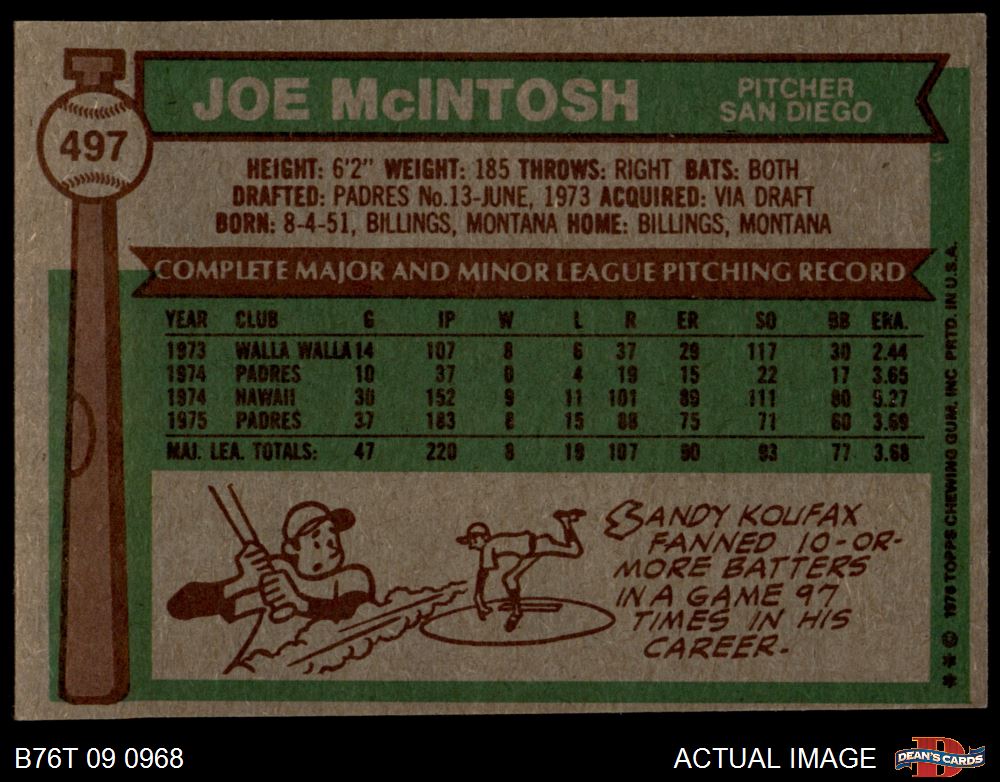 T
497
JOE McINTOSH
PITCHER
SAN DIEGO
HEIGHT: 6'2" WEIGHT: 185 THROWS: RIGHT BATS: BOTH
DRAFTED: PADRES No.13-JUNE, 1973 ACQUIRED: VIA DRAFT
BORN: 8-4-51, BILLINGS, MONTANA HOME: BILLINGS, MONTANA
COMPLETE MAJOR AND MINOR LEAGUE PITCHING RECORD
YEAR CLUB G IP W L R ER SO BB ERA.
1973 WALLA WALLA 14 107 8 6 37 29 117 30 2.44
1974 PADRES 10 37 0 4 19 15 22 17 3.65
1974 HAWAII 30 152 9 11 101 89 111 80 5.27
1975 PADRES 37 183 8 15 88 75 71 60 3.69
MAJ. LEA. TOTALS: 47 220 8 19 107 90 93 77 3.68
SANDY KOUFAX
FANNED 10-OR-
MORE BATTERS
IN A GAME 97
TIMES IN HIS
CAREER.
** © 1976 TOPPS CHEWING GUM, INC PRTD. IN U.S.A.
B76T 09 0968
ACTUAL IMAGE
D
DEAN'S CARDS